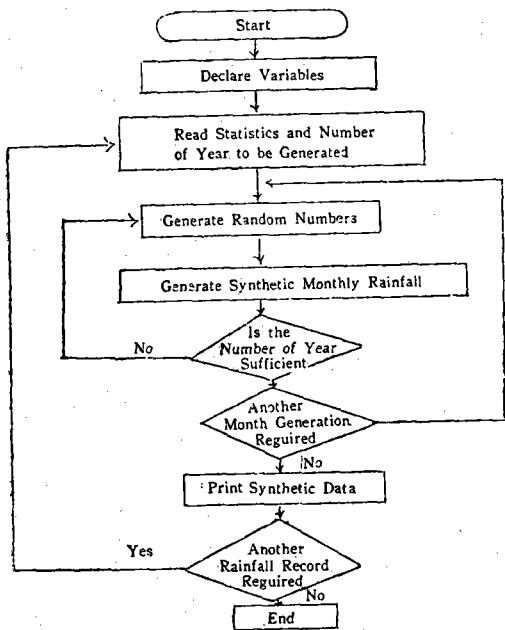 Start
Declare Variables
Read Statistics and Number
of Year to be Generated
Generate Random Numbers
Generate Synthetic Monthly Rainfall
Is the
Number of Year
Sufficient
No
Another
Month Generation
Reguired
No
Print Synthetic Data
Yes
Another
Rainfall Record
Reguired
No
End